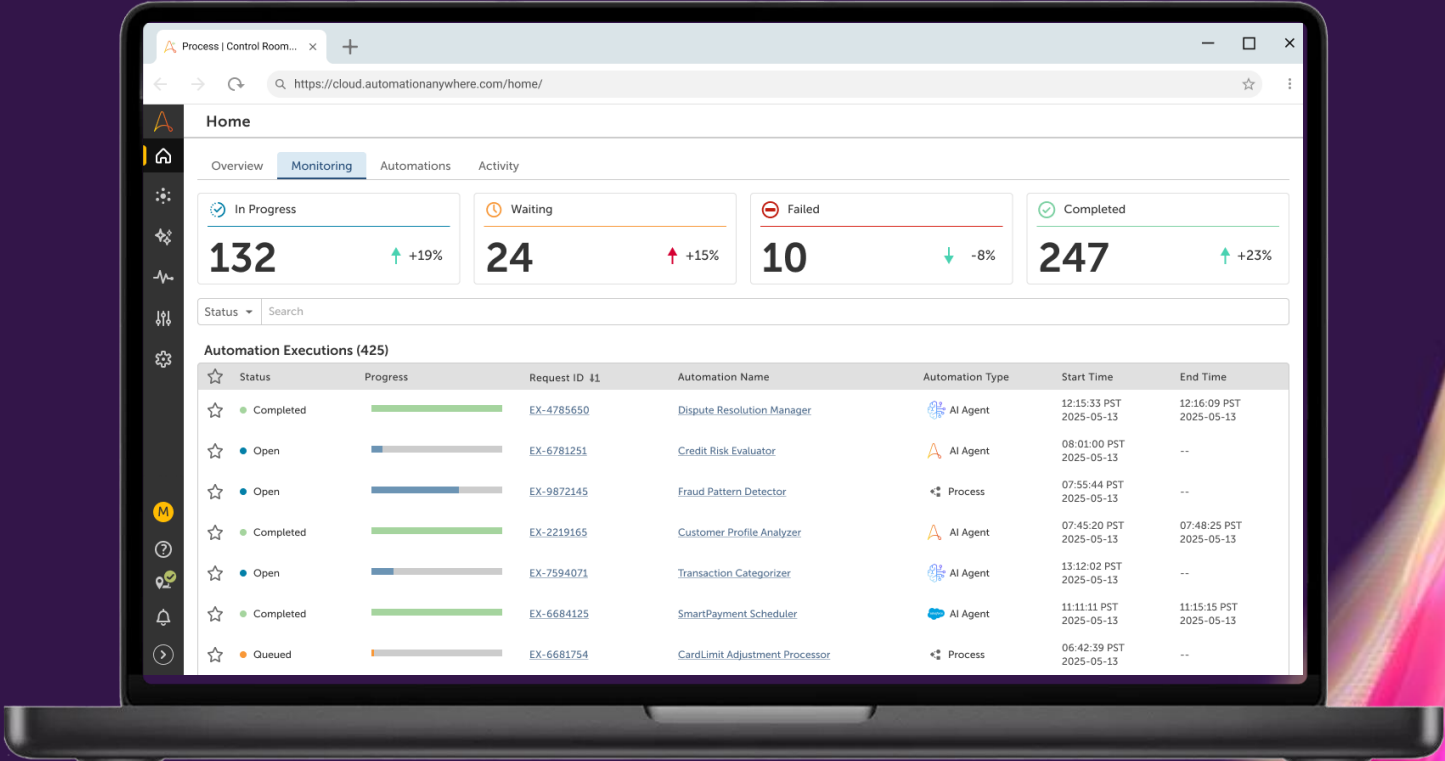 Process | Control Room...
https://cloud.automationanywhere.com/home/
Home
Overview Monitoring Automations Activity
In Progress
132 +19%
Waiting
24 +15%
Failed
10 -8%
Completed
247 +23%
Status Search
Automation Executions (425)
Status Progress Request ID Automation Name Automation Type Start Time End Time
Completed EX-4785650 Dispute Resolution Manager AI Agent 12:15:33 PST 12:16:09 PST
2025-05-13 2025-05-13
Open EX-6781251 Credit Risk Evaluator AI Agent 08:01:00 PST --
2025-05-13
Open EX-9872145 Fraud Pattern Detector Process 07:55:44 PST --
2025-05-13
Completed EX-2219165 Customer Profile Analyzer AI Agent 07:45:20 PST 07:48:25 PST
2025-05-13 2025-05-13
Open EX-7594071 Transaction Categorizer AI Agent 13:12:02 PST --
2025-05-13
Completed EX-6684125 SmartPayment Scheduler AI Agent 11:11:11 PST 11:15:15 PST
2025-05-13 2025-05-13
Queued EX-6681754 CardLimit Adjustment Processor Process 06:42:39 PST --
2025-05-13
M